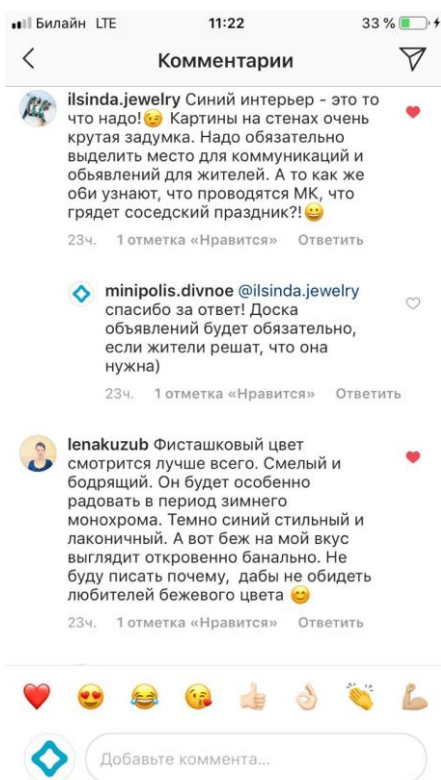 Билайн LTE 11:22 33 %
Комментарии
ilsinda.jewelry Синий интерьер - это то
что надо!😉 Картины на стенах очень
крутая задумка. Надо обязательно
выделить место для коммуникаций и
обьявлений для жителей. А то как же
о6и узнают, что проводятся МК, что
грядет соседский праздник?!😀
23ч. 1 отметка «Нравится» Ответить
minipolis.divnoe @ilsinda.jewelry
спасибо за ответ! Доска
объявлений будет обязательно,
если жители решат, что она
нужна)
23ч. 1 отметка «Нравится» Ответить
lenakuzub Фисташковый цвет
смотрится лучше всего. Смелый и
бодрящий. Он будет особенно
радовать в период зимнего
монохрома. Темно синий стильный и
лаконичный. А вот беж на мой вкус
выглядит откровенно банально. Не
буду писать почему, дабы не обидеть
любителей бежевого цвета 😊
23ч. 1 отметка «Нравится» Ответить
Добавьте коммента...